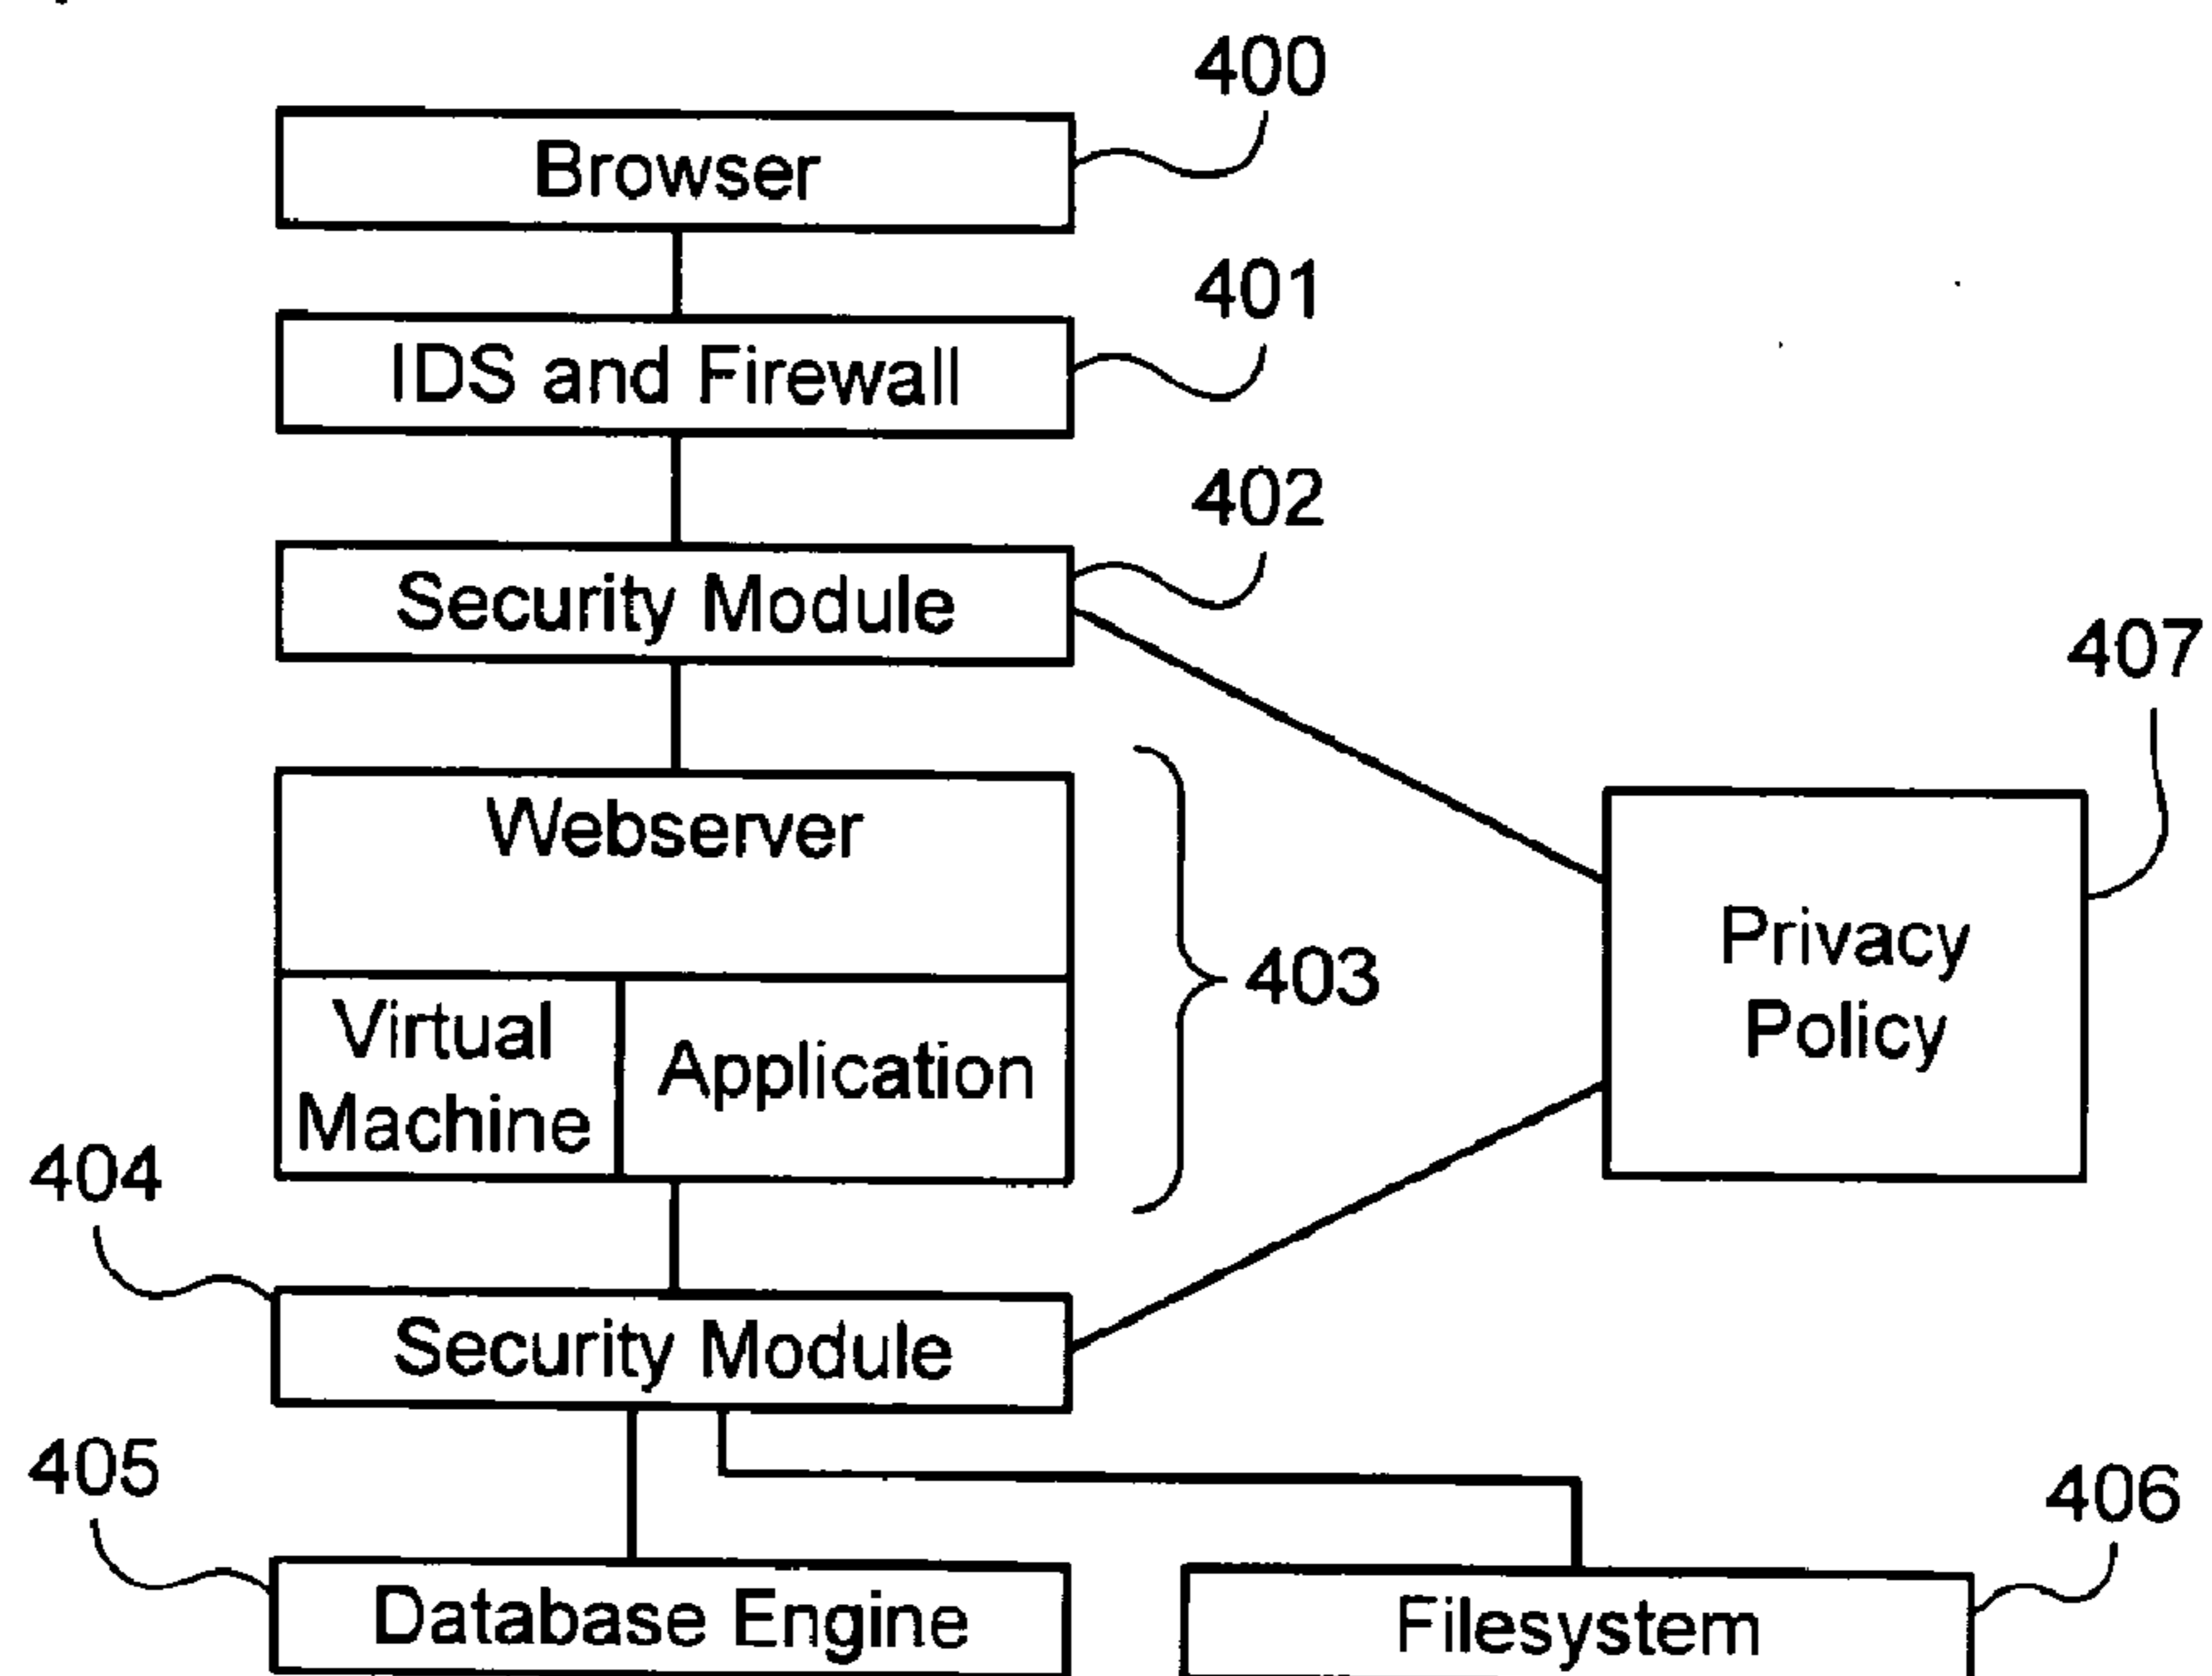 400
Browser
401
IDS and Firewall
402
Security Module
407
Webserver
403
Privacy
Policy
Virtual
Machine
Application
404
Security Module
405
406
Database Engine
Filesystem